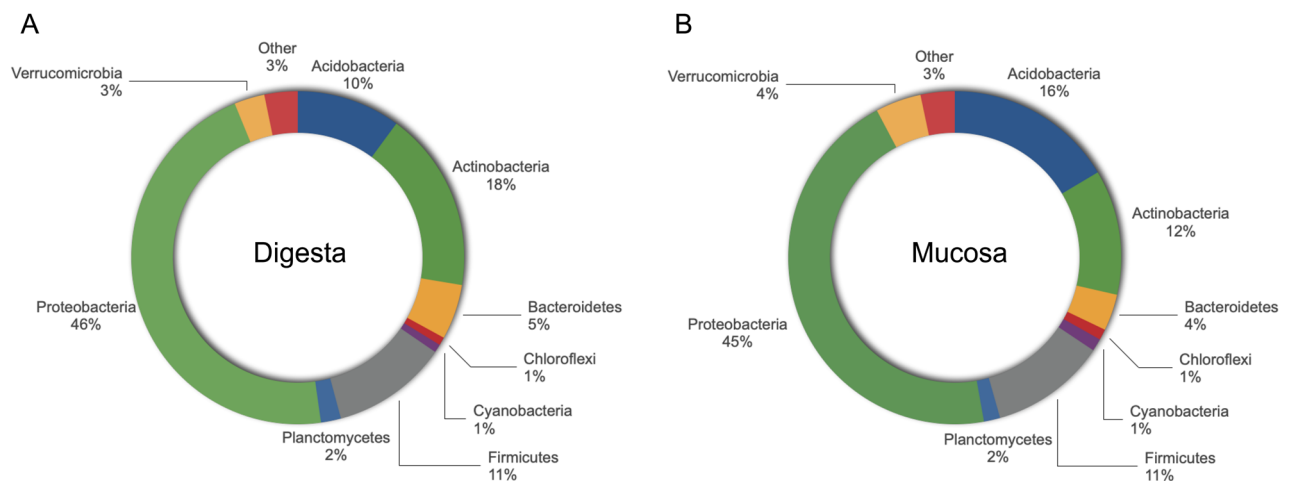 A
Other
3%
Acidobacteria
10%
Verrucomicrobia
3%
Actinobacteria
18%
Digesta
Proteobacteria
46%
Bacteroidetes
5%
Chloroflexi
1%
Cyanobacteria
1%
Planctomycetes
2%
Firmicutes
11%
B
Other
3%
Acidobacteria
16%
Verrucomicrobia
4%
Actinobacteria
12%
Mucosa
Proteobacteria
45%
Bacteroidetes
4%
Chloroflexi
1%
Cyanobacteria
1%
Planctomycetes
2%
Firmicutes
11%